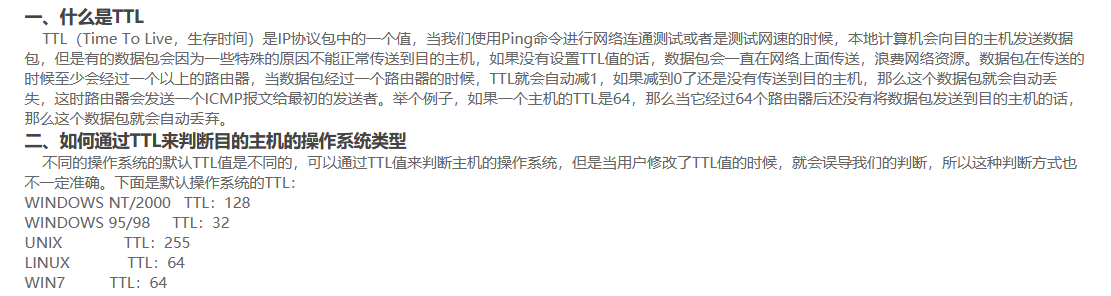 一、什么是TTL
TTL（Time To Live，生存时间）是IP协议包中的一个值，当我们使用Ping命令进行网络连通测试或者是测试网速的时候，本地计算机会向目的主机发送数据
包，但是有的数据包会因为一些特殊的原因不能正常传送到目的主机，如果没有设置TTL值的话，数据包会一直在网络上面传送，浪费网络资源。数据包在传送的
时候至少会经过一个以上的路由器，当数据包经过一个路由器的时候，TTL就会自动减1，如果减到0了还是没有传送到目的主机，那么这个数据包就会自动丢
失，这时路由器会发送一个ICMP报文给最初的发送者。举个例子，如果一个主机的TTL是64，那么当它经过64个路由器后还没有将数据包发送到目的主机的话，
那么这个数据包就会自动丢弃。
二、如何通过TTL来判断目的主机的操作系统类型
不同的操作系统的默认TTL值是不同的，可以通过TTL值来判断主机的操作系统，但是当用户修改了TTL值的时候，就会误导我们的判断，所以这种判断方式也
不一定准确。下面是默认操作系统的TTL：
WINDOWS NT/2000 TTL：128
WINDOWS 95/98 TTL：32
UNIX TTL：255
LINUX TTL：64
WIN7 TTL：64